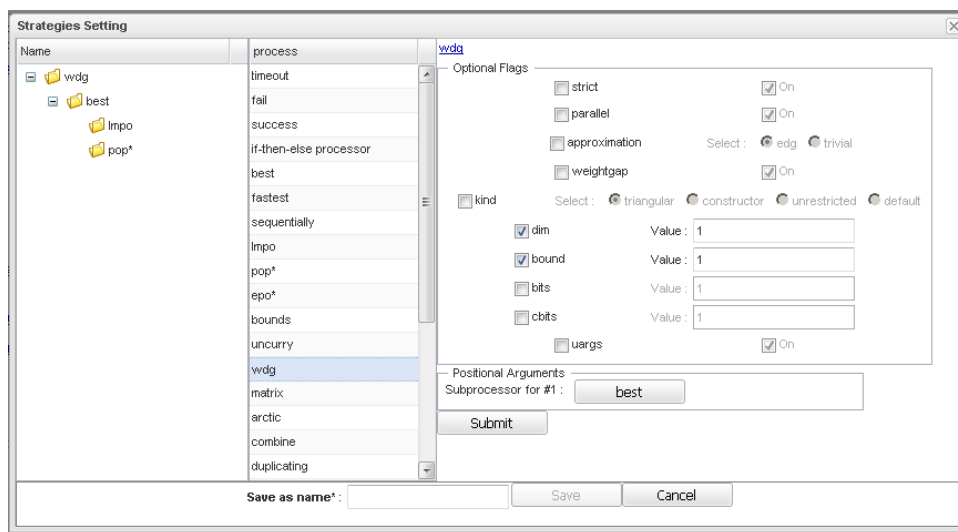 Strategies Setting
Name
wdg
best
lmpo
pop*
process
timeout
fail
success
if-then-else processor
best
fastest
sequentially
lmpo
pop*
epo*
bounds
uncurry
wdg
matrix
arctic
combine
duplicating
wdg
Optional Flags
strict On
parallel On
approximation Select : edg trivial
weightgap On
kind Select : triangular constructor unrestricted default
dim Value : 1
bound Value : 1
bits Value : 1
cbits Value : 1
uargs On
Positional Arguments
Subprocessor for #1 : best
Submit
Save as name* : Save Cancel